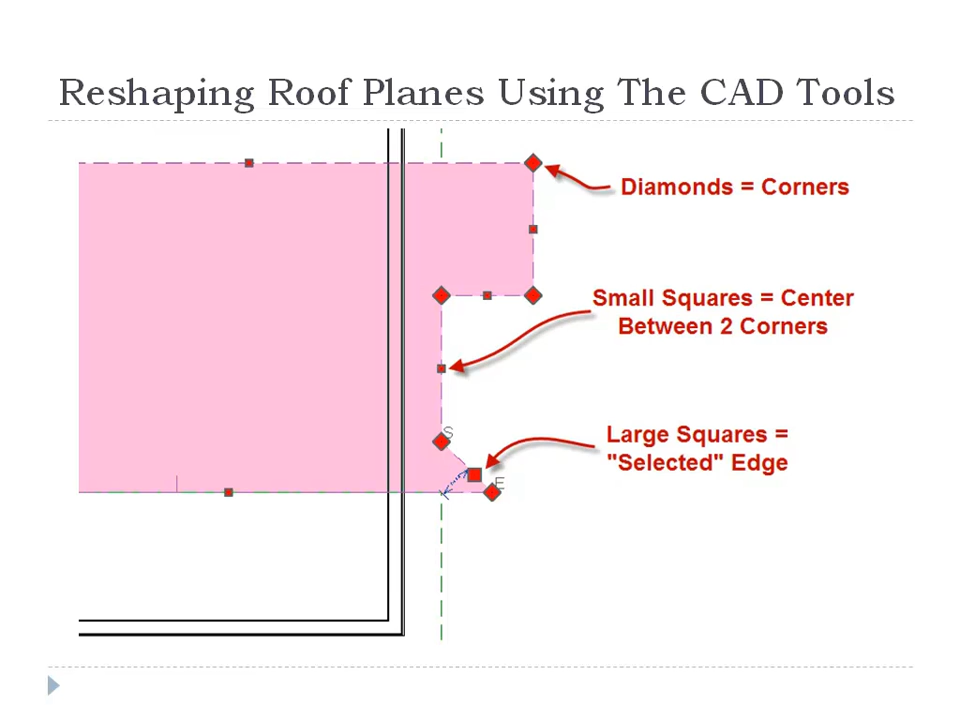 Reshaping Roof Planes Using The CAD Tools
Diamonds = Corners
Small Squares = Center
Between 2 Corners
S
Large Squares =
"Selected" Edge
E